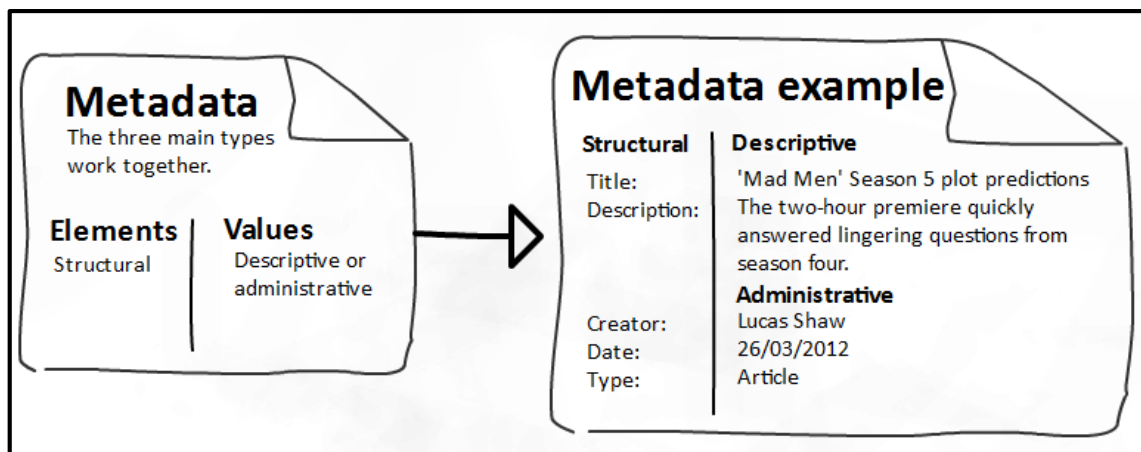 Metadata
The three main types
work together.
Elements
Structural
Values
Descriptive or
administrative
Metadata example
Structural
Descriptive
Title:
'Mad Men' Season 5 plot predictions
Description:
The two-hour premiere quickly
answered lingering questions from
season four.
Administrative
Creator:
Lucas Shaw
Date:
26/03/2012
Type:
Article